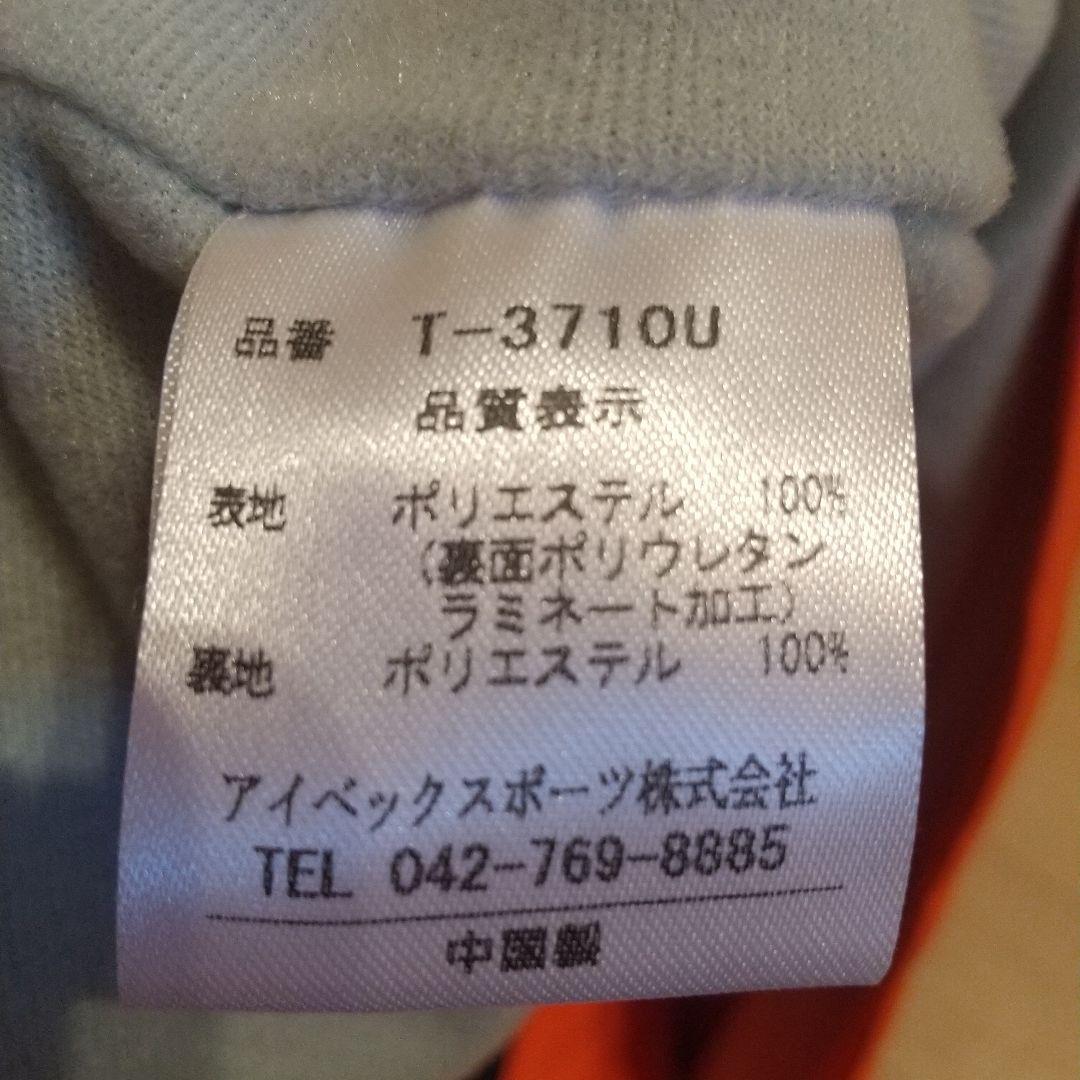 品番 T-3710U
品質表示
表地 ポリエステル 100%
(裏面ポリウレタン
ラミネート加工)
裏地 ポリエステル 100%
アイベックスポーツ株式会社
TEL 042-769-8885
中国製